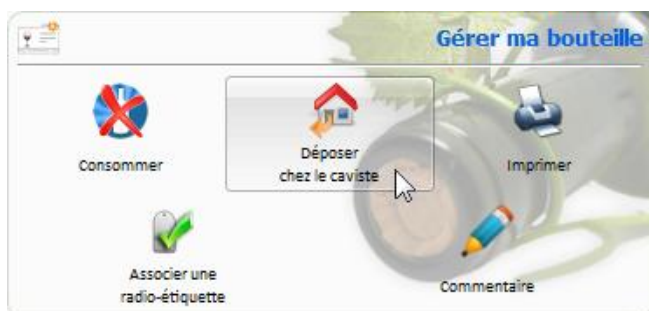 Gérer ma bouteille
Consommer
Déposer
chez le caviste
Imprimer
Associer une
radio-étiquette
Commentaire